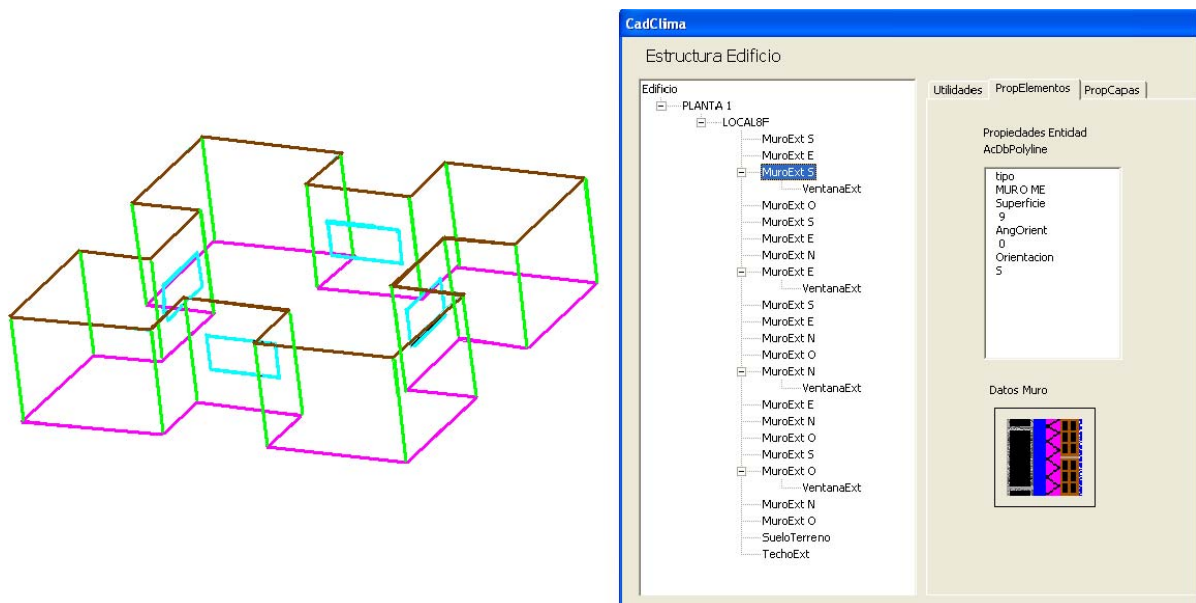 CadClima
Estructura Edificio
Edificio
PLANTA 1
LOCAL8F
MuroExt S
MuroExt E
MuroExt S
VentanaExt
MuroExt O
MuroExt S
MuroExt E
MuroExt N
MuroExt E
VentanaExt
MuroExt S
MuroExt E
MuroExt N
MuroExt O
MuroExt N
VentanaExt
MuroExt E
MuroExt N
MuroExt O
MuroExt S
MuroExt O
VentanaExt
MuroExt N
MuroExt O
SueloTerreno
TechoExt
Utilidades PropElementos PropCapas
Propiedades Entidad
AcDbPolyline
tipo
MURO ME
Superficie
9
AngOrient
0
Orientacion
S
Datos Muro